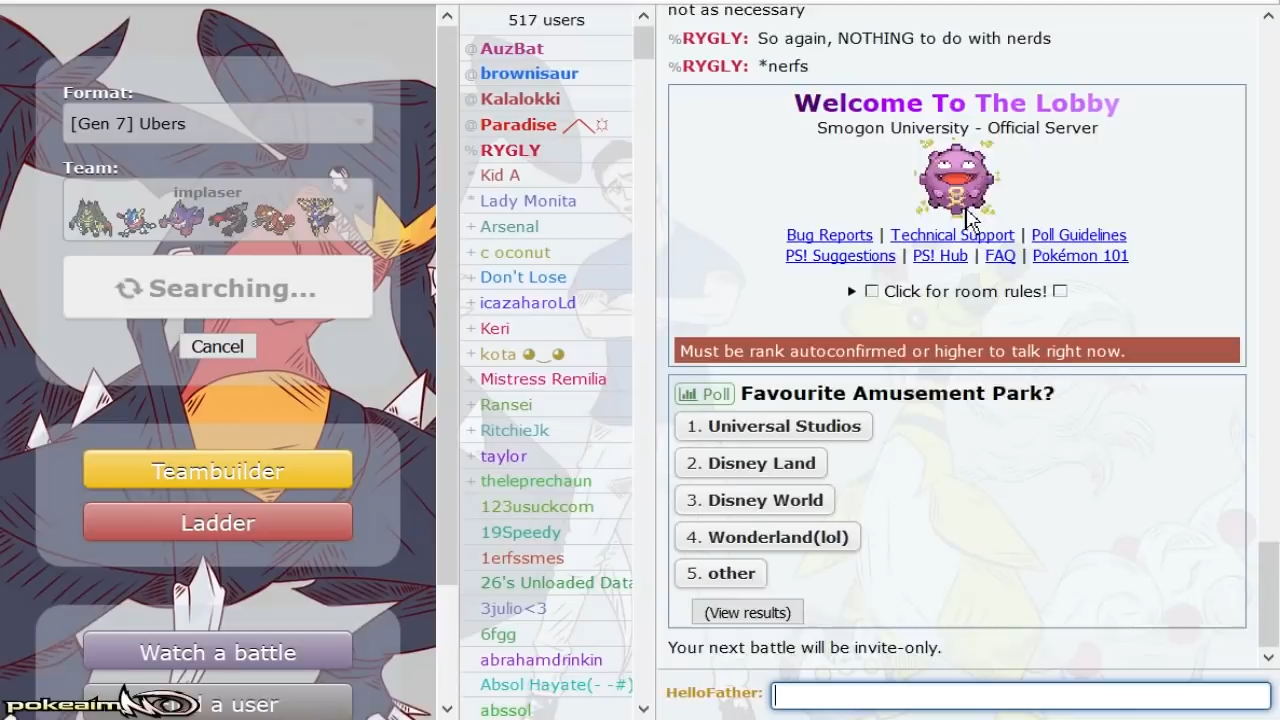 Format:
[Gen 7] Ubers
Team:
implaser
Searching...
Cancel
Teambuilder
Ladder
Watch a battle
a user
pokeaim
517 users
@AuzBat
@brownisaur
@Kalalokki
@Paradise
%RYGLY
*Kid A
*Lady Monita
+Arsenal
+c oconut
+Don't Lose
+icazaharoLd
+Keri
+kota ◕‿◕
+Mistress Remilia
+Ransei
+RitchieJk
+taylor
+theleprechaun
123usuckcom
19Speedy
1erfssmes
26's Unloaded Data
3julio<3
6fgg
abrahamdrinkin
Absol Hayate(- -#)
abssol
not as necessary
%RYGLY: So again, NOTHING to do with nerds
%RYGLY: *nerfs
Welcome To The Lobby
Smogon University - Official Server
Bug Reports | Technical Support | Poll Guidelines
PS! Suggestions | PS! Hub | FAQ | Pokémon 101
► ☐ Click for room rules! ☐
Must be rank autoconfirmed or higher to talk right now.
Poll Favourite Amusement Park?
1. Universal Studios
2. Disney Land
3. Disney World
4. Wonderland(lol)
5. other
(View results)
Your next battle will be invite-only.
HelloFather: